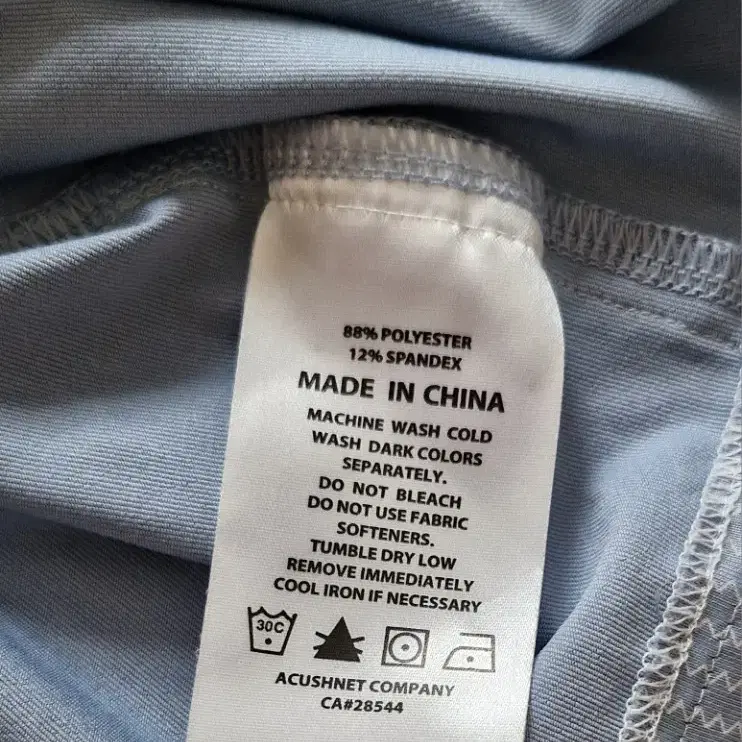 88% POLYESTER
12% SPANDEX
MADE IN CHINA
MACHINE WASH COLD
WASH DARK COLORS
SEPARATELY.
DO NOT BLEACH
DO NOT USE FABRIC
SOFTENERS.
TUMBLE DRY LOW
REMOVE IMMEDIATELY
COOL IRON IF NECESSARY
30C
ACUSHNET COMPANY
CA#28544